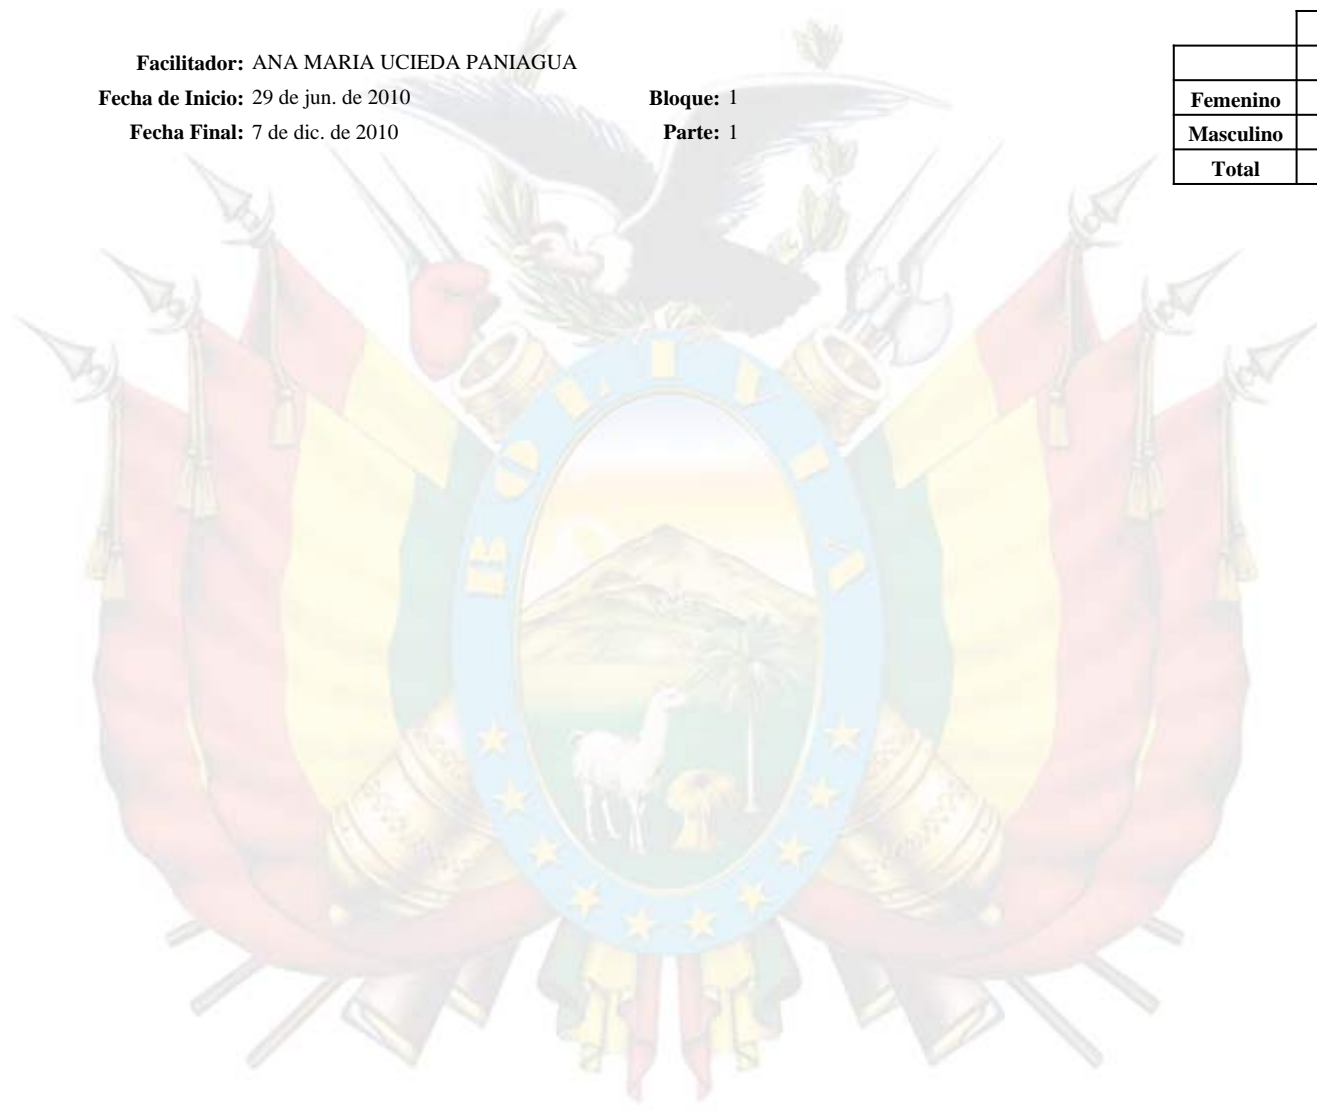 Facilitador: ANA MARIA UCIEDA PANIAGUA
Fecha de Inicio: 29 de jun. de 2010 Bloque: 1
Fecha Final: 7 de dic. de 2010 Parte: 1
Femenino
Masculino
Total
BOLIVIA